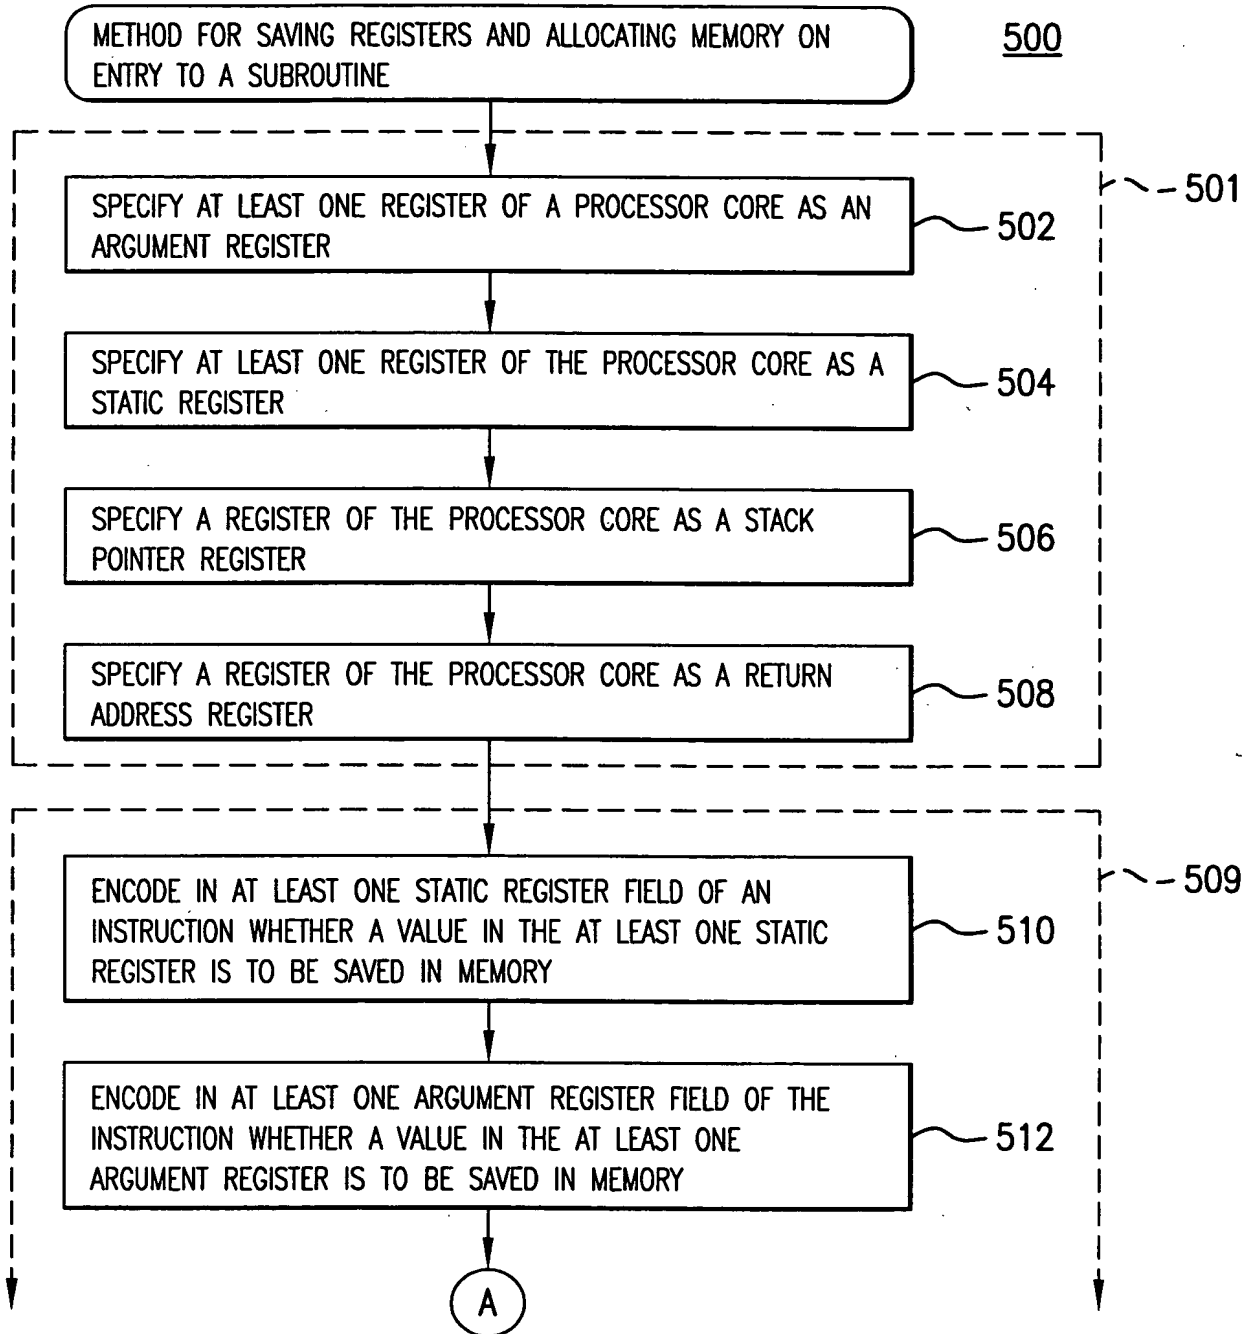 METHOD FOR SAVING REGISTERS AND ALLOCATING MEMORY ON
ENTRY TO A SUBROUTINE
500
501
SPECIFY AT LEAST ONE REGISTER OF A PROCESSOR CORE AS AN
ARGUMENT REGISTER
502
SPECIFY AT LEAST ONE REGISTER OF THE PROCESSOR CORE AS A
STATIC REGISTER
504
SPECIFY A REGISTER OF THE PROCESSOR CORE AS A STACK
POINTER REGISTER
506
SPECIFY A REGISTER OF THE PROCESSOR CORE AS A RETURN
ADDRESS REGISTER
508
509
ENCODE IN AT LEAST ONE STATIC REGISTER FIELD OF AN
INSTRUCTION WHETHER A VALUE IN THE AT LEAST ONE STATIC
REGISTER IS TO BE SAVED IN MEMORY
510
ENCODE IN AT LEAST ONE ARGUMENT REGISTER FIELD OF THE
INSTRUCTION WHETHER A VALUE IN THE AT LEAST ONE
ARGUMENT REGISTER IS TO BE SAVED IN MEMORY
512
A